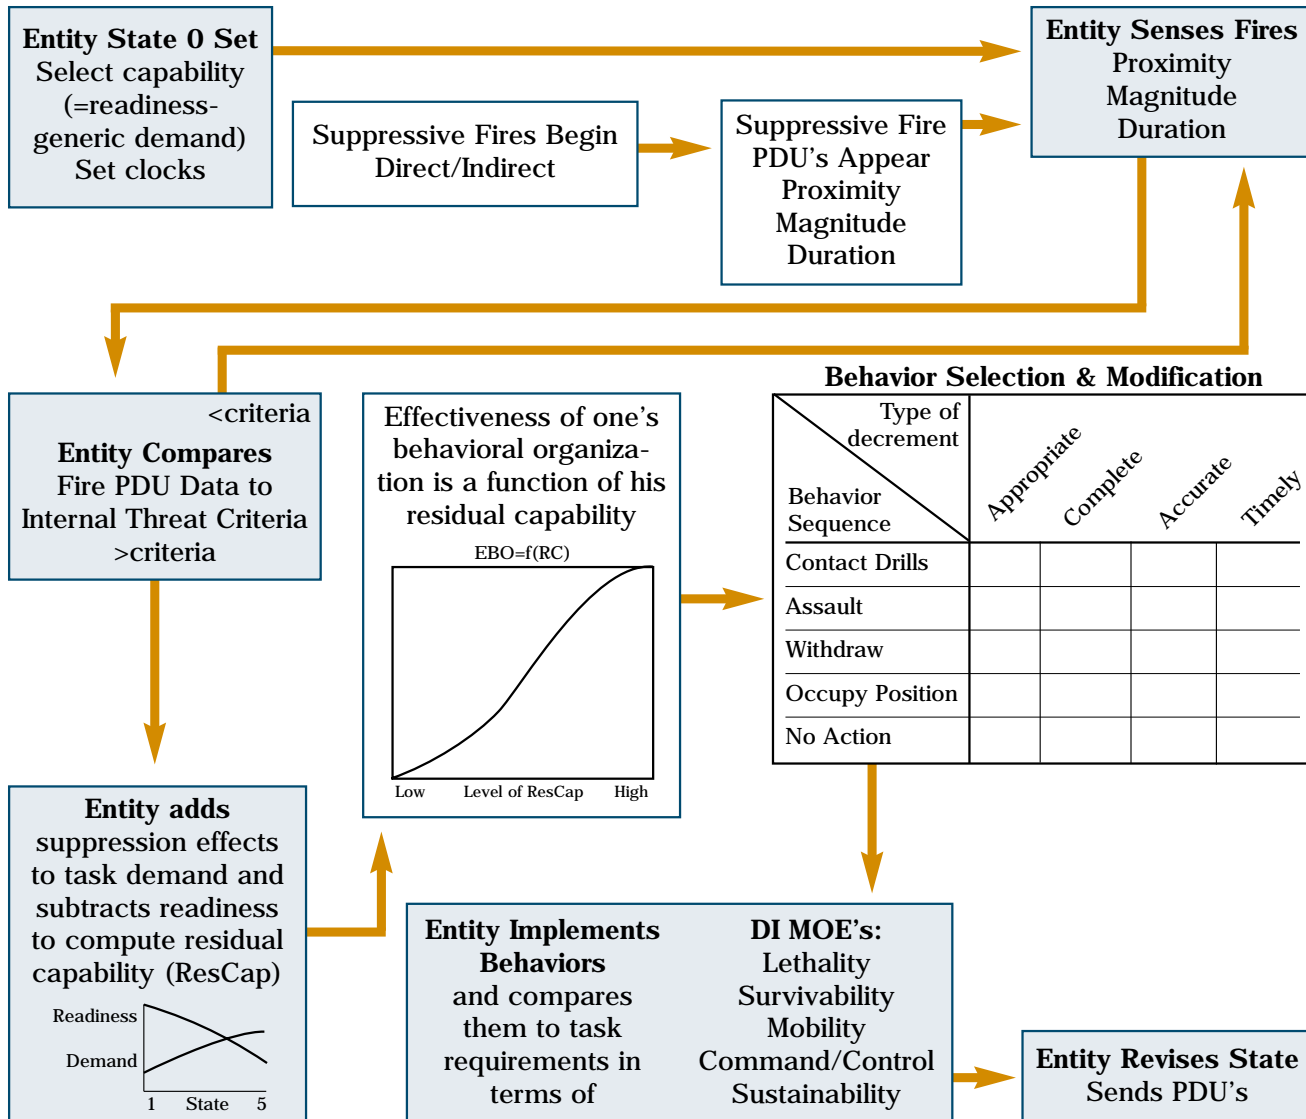 Entity State 0 Set
Select capability
(=readiness-
generic demand)
Set clocks
Suppressive Fires Begin
Direct/Indirect
Suppressive Fire
PDU's Appear
Proximity
Magnitude
Duration
Entity Senses Fires
Proximity
Magnitude
Duration
<criteria
Entity Compares
Fire PDU Data to
Internal Threat Criteria
>criteria
Effectiveness of one's
behavioral organiza-
tion is a function of his
residual capability
EBO=f(RC)
Low Level of ResCap High
Behavior Selection & Modification
Type of
decrement
Behavior
Sequence
Appropriate
Complete
Accurate
Timely
Contact Drills
Assault
Withdraw
Occupy Position
No Action
Entity adds
suppression effects
to task demand and
subtracts readiness
to compute residual
capability (ResCap)
Readiness
Demand
1 State 5
Entity Implements
Behaviors
and compares
them to task
requirements in
terms of
DI MOE's:
Lethality
Survivability
Mobility
Command/Control
Sustainability
Entity Revises State
Sends PDU's